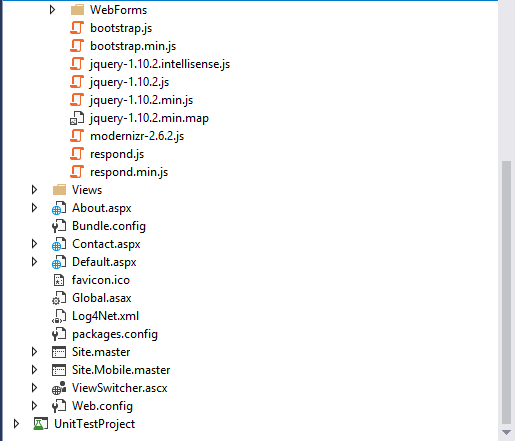 WebForms
bootstrap.js
bootstrap.min.js
jquery-1.10.2.intellisense.js
jquery-1.10.2.js
jquery-1.10.2.min.js
jquery-1.10.2.min.map
modernizr-2.6.2.js
respond.js
respond.min.js
Views
About.aspx
Bundle.config
Contact.aspx
Default.aspx
favicon.ico
Global.asax
Log4Net.xml
packages.config
Site.master
Site.Mobile.master
ViewSwitcher.ascx
Web.config
UnitTestProject